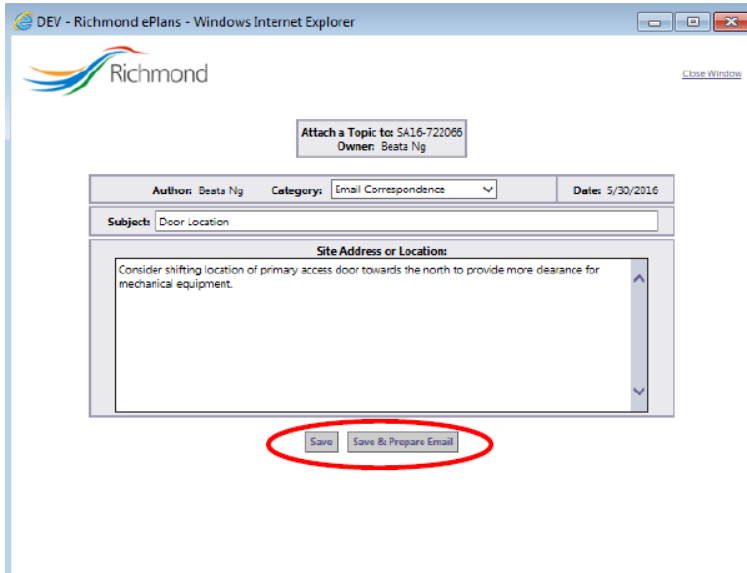 DEV - Richmond ePlans - Windows Internet Explorer
Richmond
Close Window
Attach a Topic to: SA16-722066
Owner: Beata Ng
Author: Beata Ng Category: Email Correspondence Date: 5/30/2016
Subject: Door Location
Site Address or Location:
Consider shifting location of primary access door towards the north to provide more clearance for
mechanical equipment.
Save Save & Prepare Email